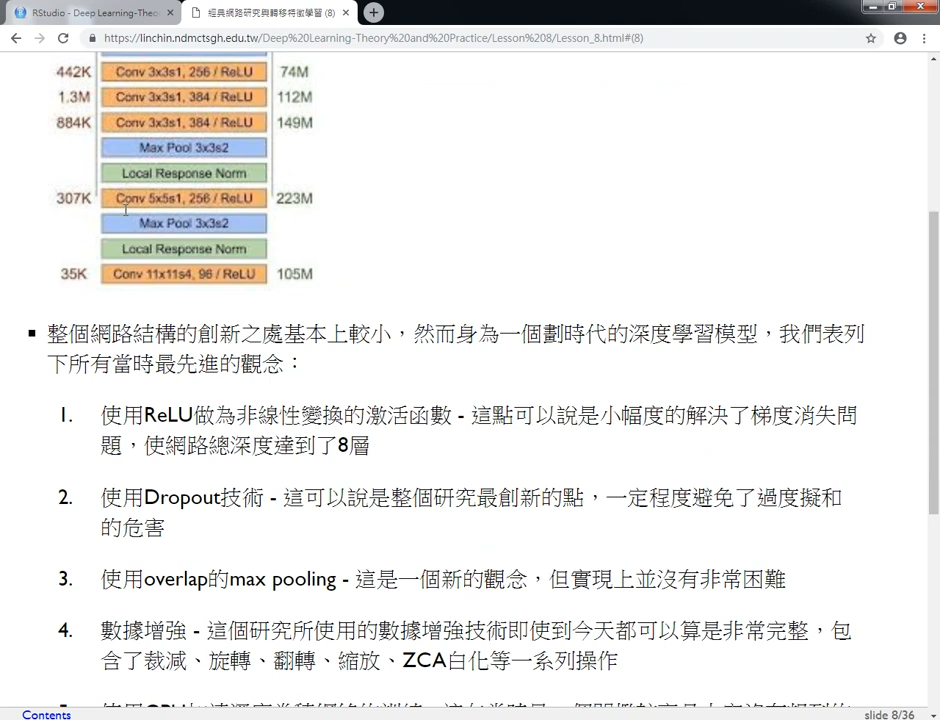 RStudio - Deep Learning-Theo
經典網路研究與轉移特徵學習 (8)
https://linchin.ndmctsgh.edu.tw/Deep%20Learning-Theory%20and%20Practice/Lesson%208/Lesson_8.html#(8)
442K Conv 3x3s1, 256 / ReLU 74M
1.3M Conv 3x3s1, 384 / ReLU 112M
884K Conv 3x3s1, 384 / ReLU 149M
Max Pool 3x3s2
Local Response Norm
307K Conv 5x5s1, 256 / ReLU 223M
Max Pool 3x3s2
Local Response Norm
35K Conv 11x11s4, 96 / ReLU 105M
▪ 整個網路結構的創新之處基本上較小，然而身為一個劃時代的深度學習模型，我們表列
下所有當時最先進的觀念：
1. 使用ReLU做為非線性變換的激活函數 - 這點可以說是小幅度的解決了梯度消失問
題，使網路總深度達到了8層
2. 使用Dropout技術 - 這可以說是整個研究最創新的點，一定程度避免了過度擬和
的危害
3. 使用overlap的max pooling - 這是一個新的觀念，但實現上並沒有非常困難
4. 數據增強 - 這個研究所使用的數據增強技術即使到今天都可以算是非常完整，包
含了裁減、旋轉、翻轉、縮放、ZCA白化等一系列操作
Contents
slide 8/36